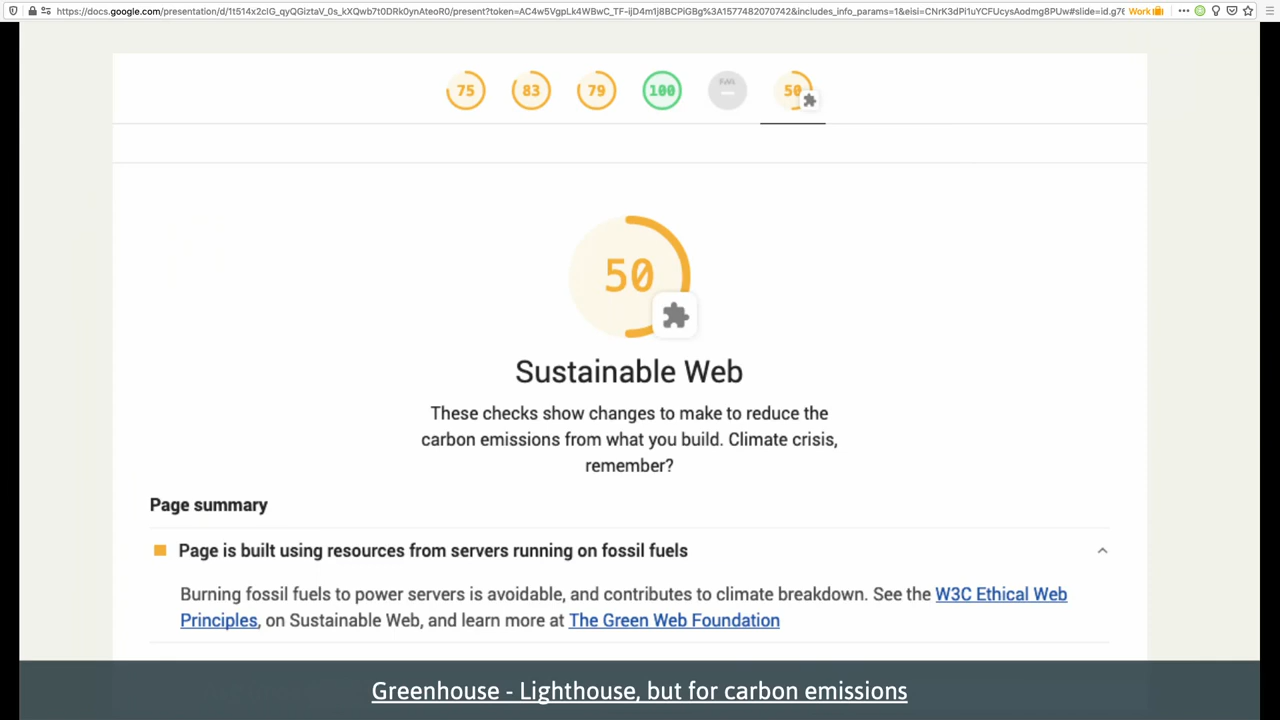 https://docs.google.com/presentation/d/1t514x2clG_qyQGiztaV_0s_kXQwb7t0DRk0ynAteoR0/present?token=AC4w5VgpLk4WBwC_TF-ijD4m1j8BCPiGBg%3A1577482070742&includes_info_params=1&eisi=CNrK3dPi1uYCFUcysAodmg8PUw#slide=id.g76 Work
75 83 79 100 PWA 50
50
Sustainable Web
These checks show changes to make to reduce the
carbon emissions from what you build. Climate crisis,
remember?
Page summary
Page is built using resources from servers running on fossil fuels
Burning fossil fuels to power servers is avoidable, and contributes to climate breakdown. See the W3C Ethical Web
Principles, on Sustainable Web, and learn more at The Green Web Foundation
Greenhouse - Lighthouse, but for carbon emissions